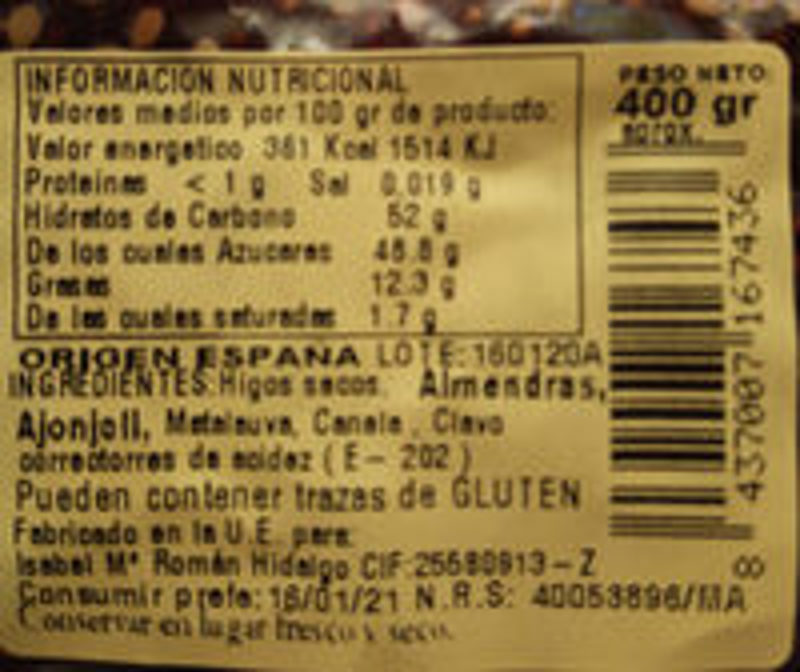 INFORMACION NUTRICIONAL
Valores medios por 100 gr de producto:
Valor energetico 361 Kcal 1514 KJ
Proteinas < 1 g Sal 0.019 g
Hidratos de Carbono 52 g
De los cuales Azucares 48.8 g
Grasas 12.3 g
De las cuales saturadas 1.7 g
PESO NETO:
400 gr
aprox.
ORIGEN ESPANA LOTE: 160120A
INGREDIENTES: Higos secos, Almendras,
Ajonjoli, Matalauva, Canela, Clavo
correctorres de acidez ( E- 202 )
Pueden contener trazas de GLUTEN
Fabricado en la U.E. para:
Isabel Mª Román Hidalgo CIF:25580913-Z
Consumir prefe: 16/01/21 N.R.S: 40053896/MA
Conservar en lugar fresco y seco.
437007 167436
8